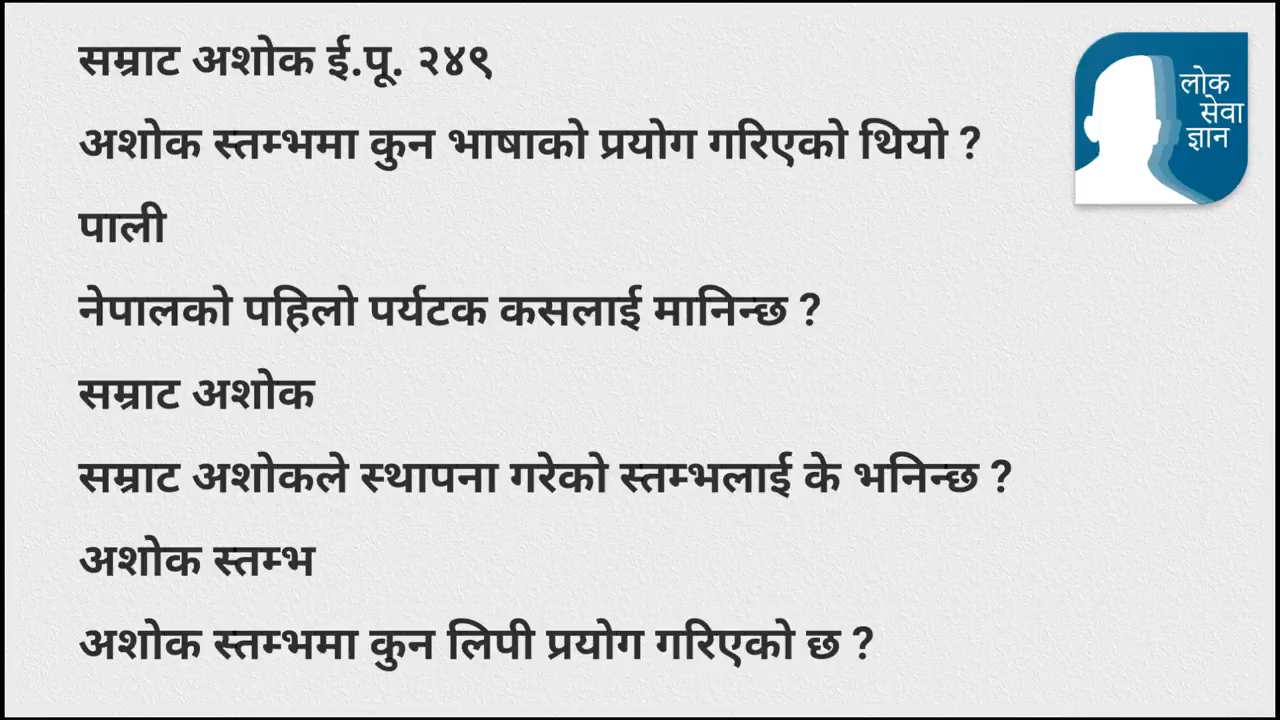 सम्राट अशोक ई.पू. २४९
अशोक स्तम्भमा कुन भाषाको प्रयोग गरिएको थियो ?
पाली
नेपालको पहिलो पर्यटक कसलाई मानिन्छ ?
सम्राट अशोक
सम्राट अशोकले स्थापना गरेको स्तम्भलाई के भनिन्छ ?
अशोक स्तम्भ
अशोक स्तम्भमा कुन लिपी प्रयोग गरिएको छ ?
लोक
सेवा
ज्ञान